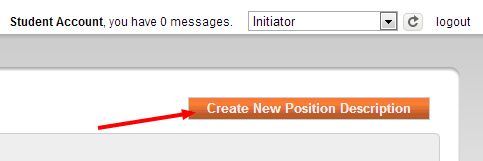 Student Account, you have 0 messages. Initiator logout
Create New Position Description